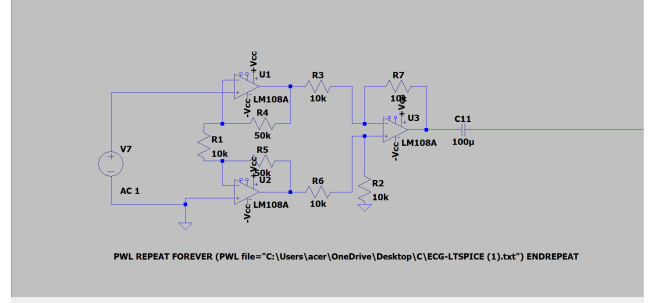 +Vcc
U1
LM108A
-Vcc
R3
10k
R4
50k
R1
10k
R5
50k
+Vcc
U2
LM108A
-Vcc
R6
10k
R7
10k
+Vcc
U3
LM108A
-Vcc
R2
10k
C11
100µ
V7
AC 1
PWL REPEAT FOREVER (PWL file="C:\Users\acer\OneDrive\Desktop\C\ECG-LTSPICE (1).txt") ENDREPEAT